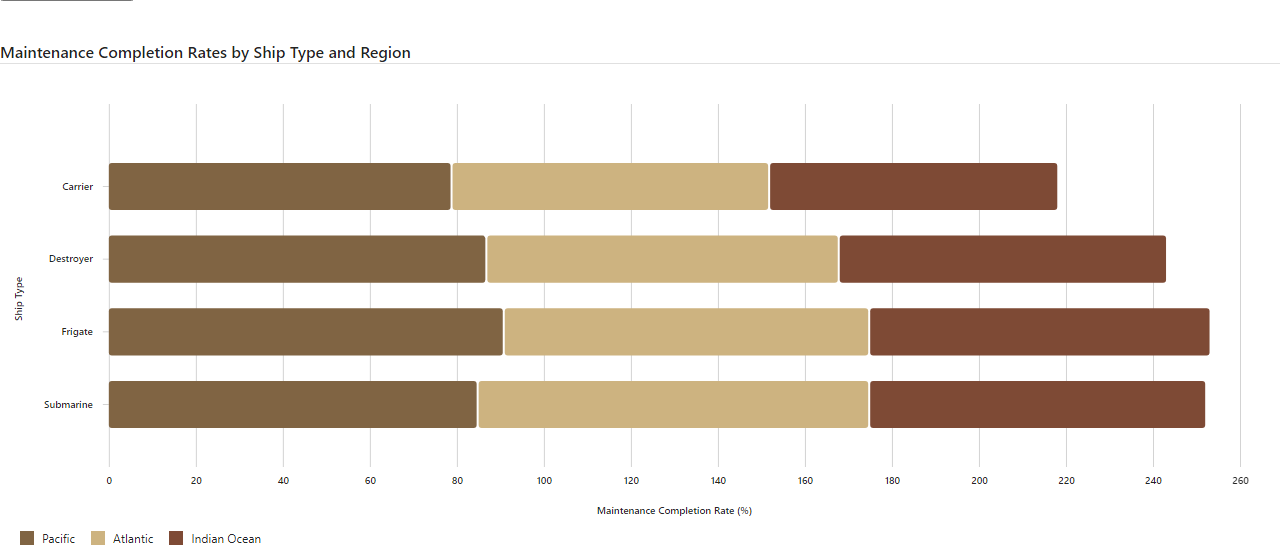 Maintenance Completion Rates by Ship Type and Region
Carrier
Destroyer
Frigate
Submarine
Ship Type
0 20 40 60 80 100 120 140 160 180 200 220 240 260
Maintenance Completion Rate (%)
Pacific Atlantic Indian Ocean